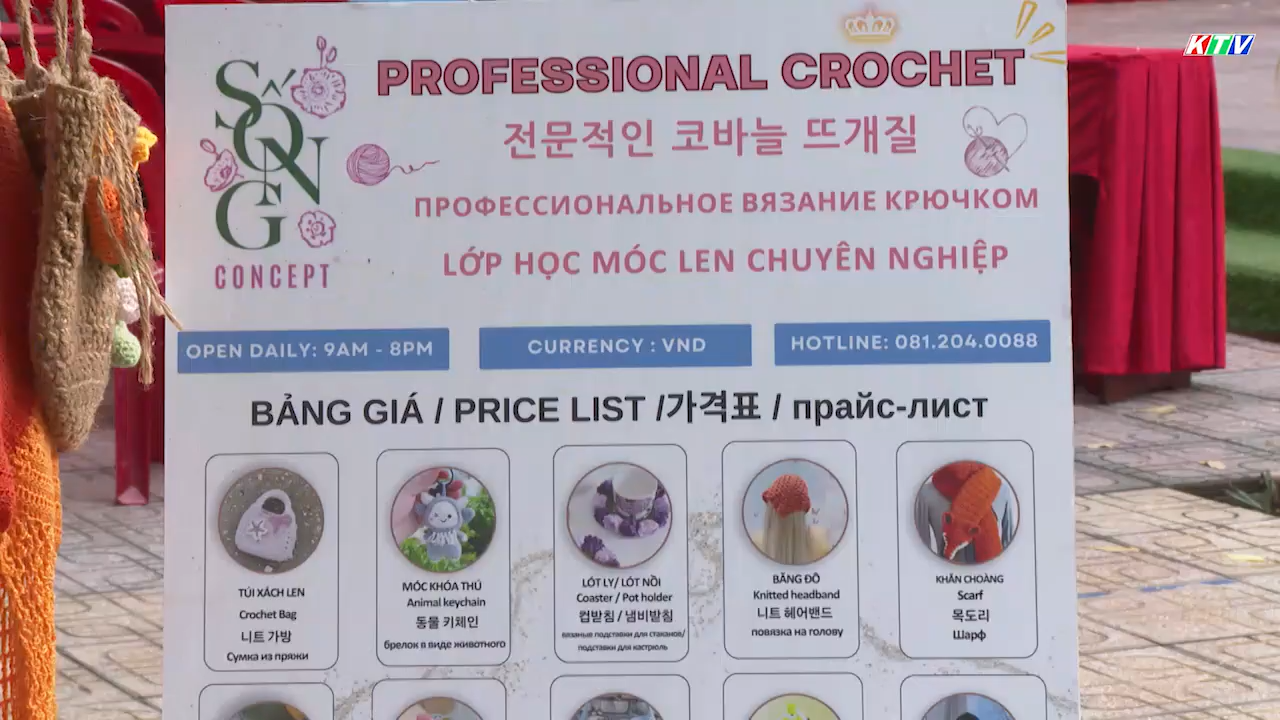 KTV
SỐNG
CONCEPT
PROFESSIONAL CROCHET
전문적인 코바늘 뜨개질
ПРОФЕССИОНАЛЬНОЕ ВЯЗАНИЕ КРЮЧКОМ
LỚP HỌC MÓC LEN CHUYÊN NGHIỆP
OPEN DAILY: 9AM - 8PM
CURRENCY : VND
HOTLINE: 081.204.0088
BẢNG GIÁ / PRICE LIST /가격표 / прайс-лист
TÚI XÁCH LEN
Crochet Bag
니트 가방
Сумка из пряжи
MÓC KHÓA THÚ
Animal keychain
동물 키체인
брелок в виде животного
LÓT LY/ LÓT NỒI
Coaster / Pot holder
컵받침 / 냄비받침
вязаные подставки для стаканов/
подставки для кастрюль
BĂNG ĐÔ
Knitted headband
니트 헤어밴드
повязка на голову
KHĂN CHOÀNG
Scarf
목도리
Шарф